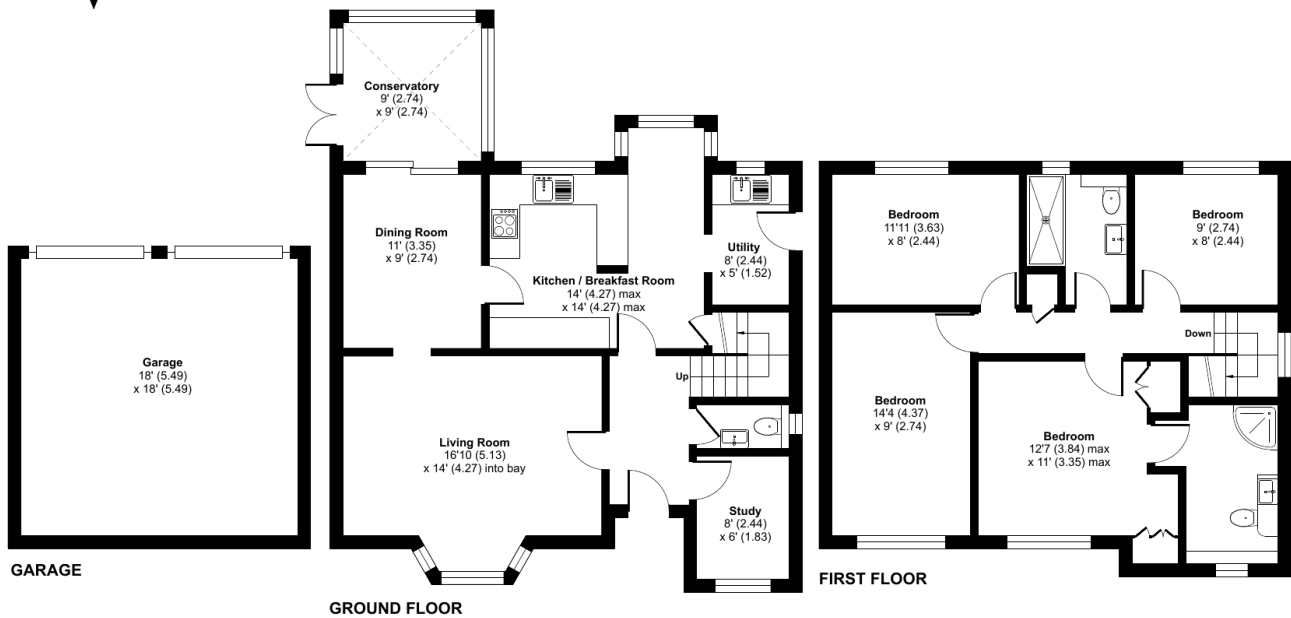 Conservatory
9' (2.74)
x 9' (2.74)
Dining Room
11' (3.35)
x 9' (2.74)
Kitchen / Breakfast Room
14' (4.27) max
x 14' (4.27) max
Utility
8' (2.44)
x 5' (1.52)
Garage
18' (5.49)
x 18' (5.49)
Living Room
16'10 (5.13)
x 14' (4.27) into bay
Up
Study
8' (2.44)
x 6' (1.83)
Bedroom
11'11 (3.63)
x 8' (2.44)
Bedroom
9' (2.74)
x 8' (2.44)
Down
Bedroom
14'4 (4.37)
x 9' (2.74)
Bedroom
12'7 (3.84) max
x 11' (3.35) max
GARAGE
GROUND FLOOR
FIRST FLOOR